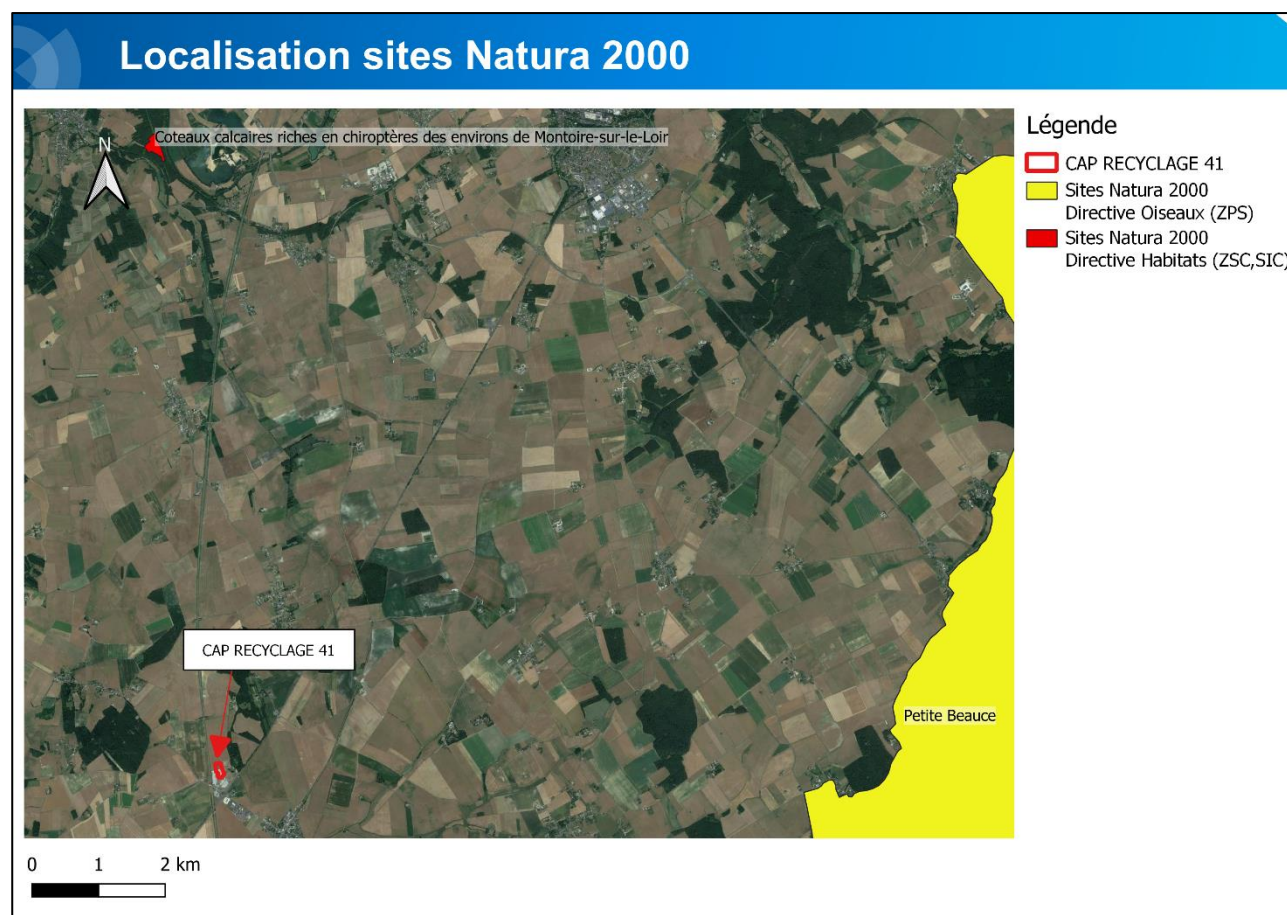 Localisation sites Natura 2000
Coteaux calcaires riches en chiroptères des environs de Montoire-sur-le-Loir
N
Légende
CAP RECYCLAGE 41
Sites Natura 2000
Directive Oiseaux (ZPS)
Sites Natura 2000
Directive Habitats (ZSC,SIC)
CAP RECYCLAGE 41
Petite Beauce
0 1 2 km